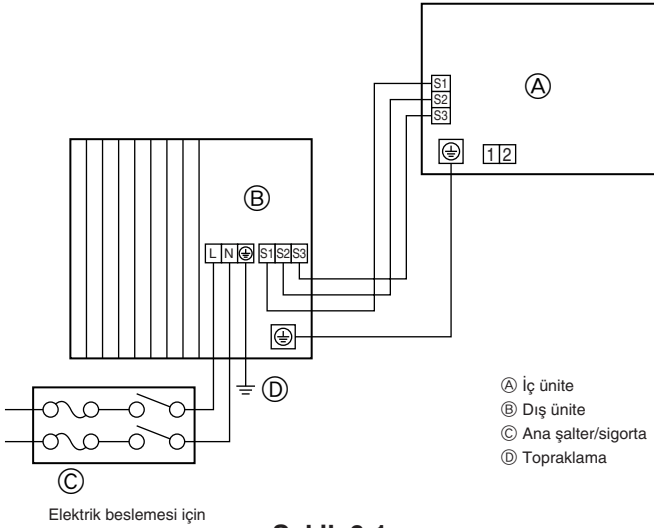 S1
S2
S3
Ⓐ
1 2
Ⓑ
L N S1 S2 S3
Ⓓ
Ⓒ
Elektrik beslemesi için
Ⓐ İç ünite
Ⓑ Dış ünite
Ⓒ Ana şalter/sigorta
Ⓓ Topraklama